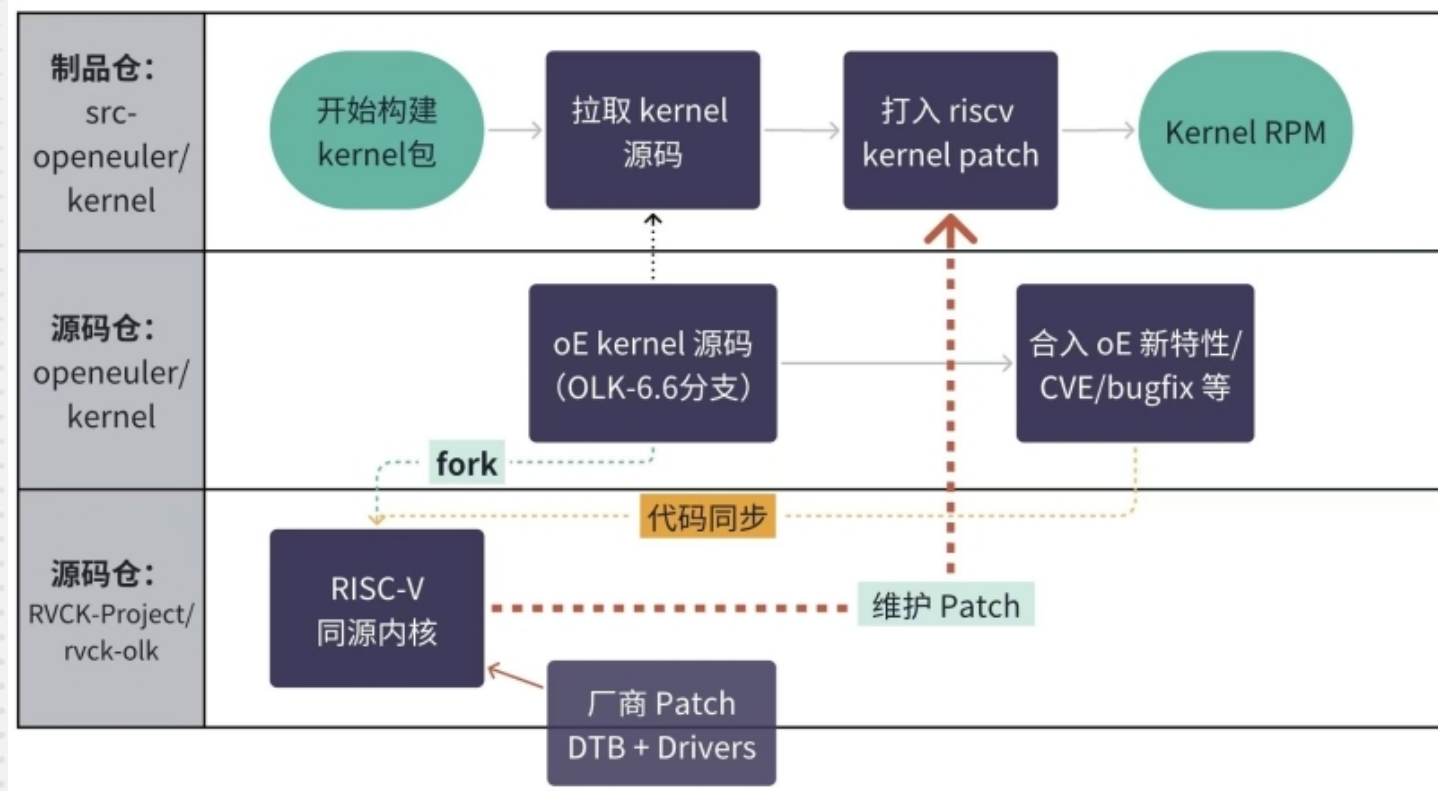 制品仓：
src-
openeuler/
kernel
开始构建
kernel包
拉取 kernel
源码
打入 riscv
kernel patch
Kernel RPM
源码仓：
openeuler/
kernel
oE kernel 源码
（OLK-6.6分支）
合入 oE 新特性/
CVE/bugfix 等
fork
代码同步
源码仓：
RVCK-Project/
rvck-olk
RISC-V
同源内核
维护 Patch
厂商 Patch
DTB + Drivers